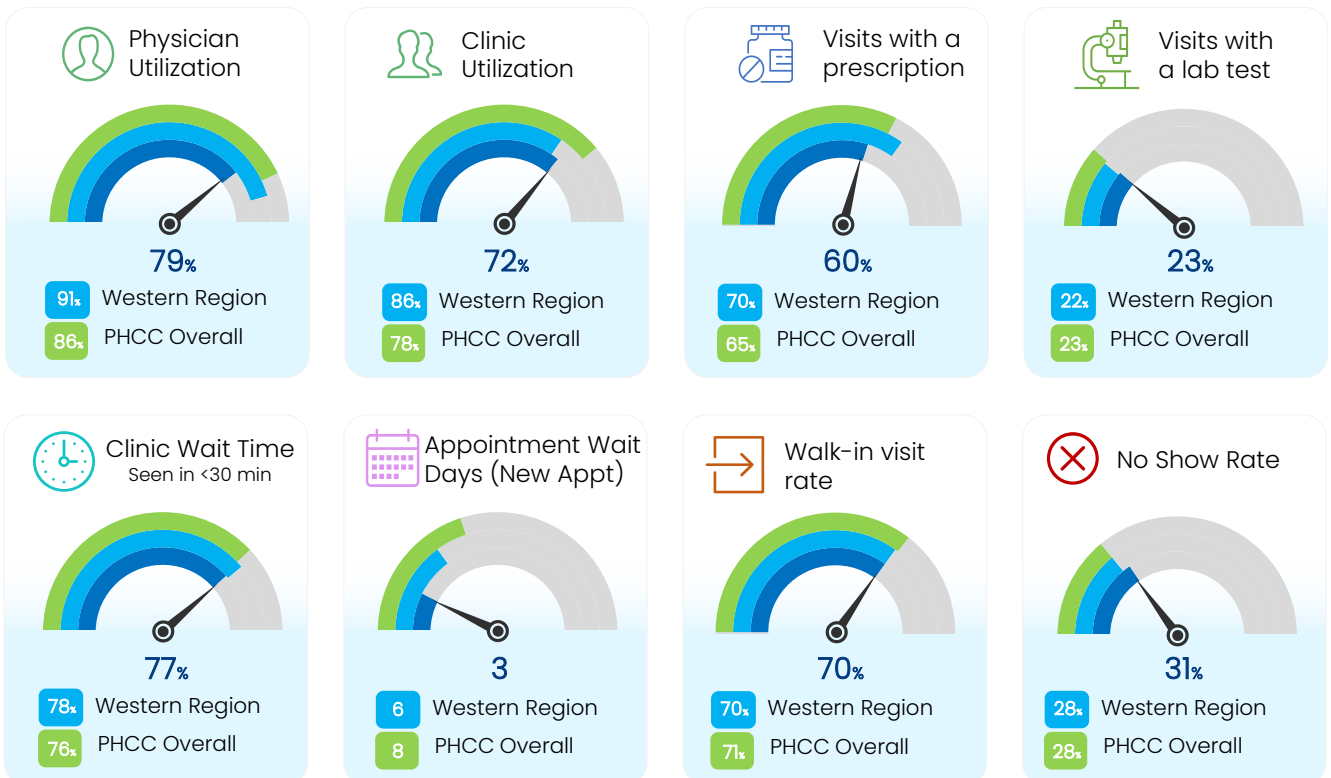 Physician
Utilization
79%
91% Western Region
86% PHCC Overall
Clinic
Utilization
72%
86% Western Region
78% PHCC Overall
Visits with a
prescription
60%
70% Western Region
65% PHCC Overall
Visits with
a lab test
23%
22% Western Region
23% PHCC Overall
Clinic Wait Time
Seen in <30 min
77%
78% Western Region
76% PHCC Overall
Appointment Wait
Days (New Appt)
3
6 Western Region
8 PHCC Overall
Walk-in visit
rate
70%
70% Western Region
71% PHCC Overall
No Show Rate
31%
28% Western Region
28% PHCC Overall